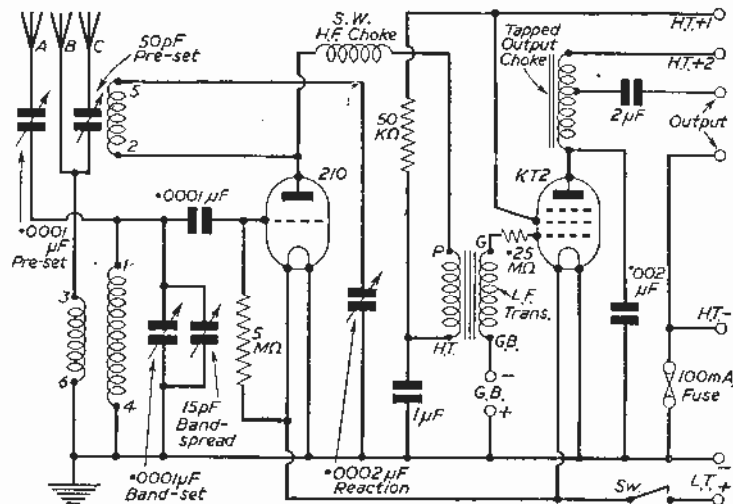 A B C
50pF
Pre-set
S.W.
H.F. Choke
Tapped
Output
Choke
H.T.+1
H.T.+2
2μF
Output
5
2
50
KΩ
210
KT2
·0001μF
·0001
μF
Pre-set
1
3
6
4
5
MΩ
15pF
Band-
spread
·0001μF
Band-set
·0002μF
Reaction
P
H.T.
G
G.B.
·25
MΩ
L.F.
Trans.
1μF
-
G.B.
+
·002
μF
H.T.-
100mA
Fuse
Sw.
-
L.T.
+